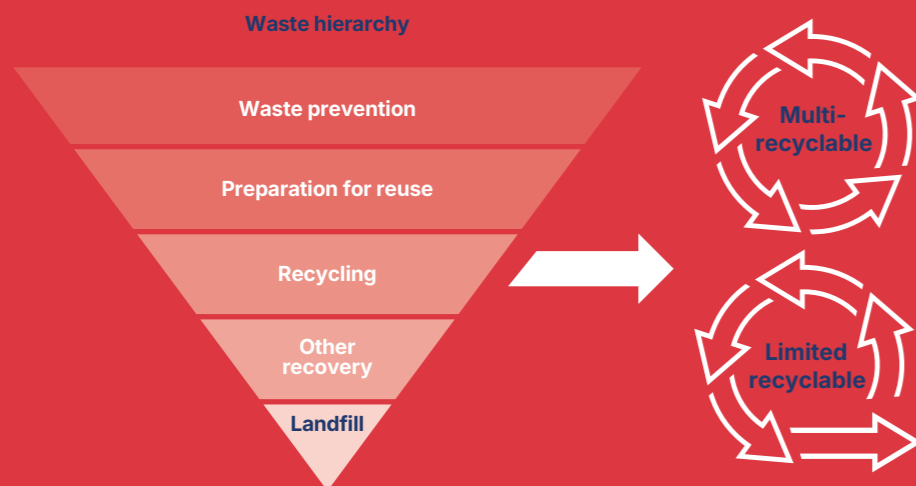 Waste hierarchy
Waste prevention
Preparation for reuse
Recycling
Other
recovery
Landfill
Multi-
recyclable
Limited
recyclable